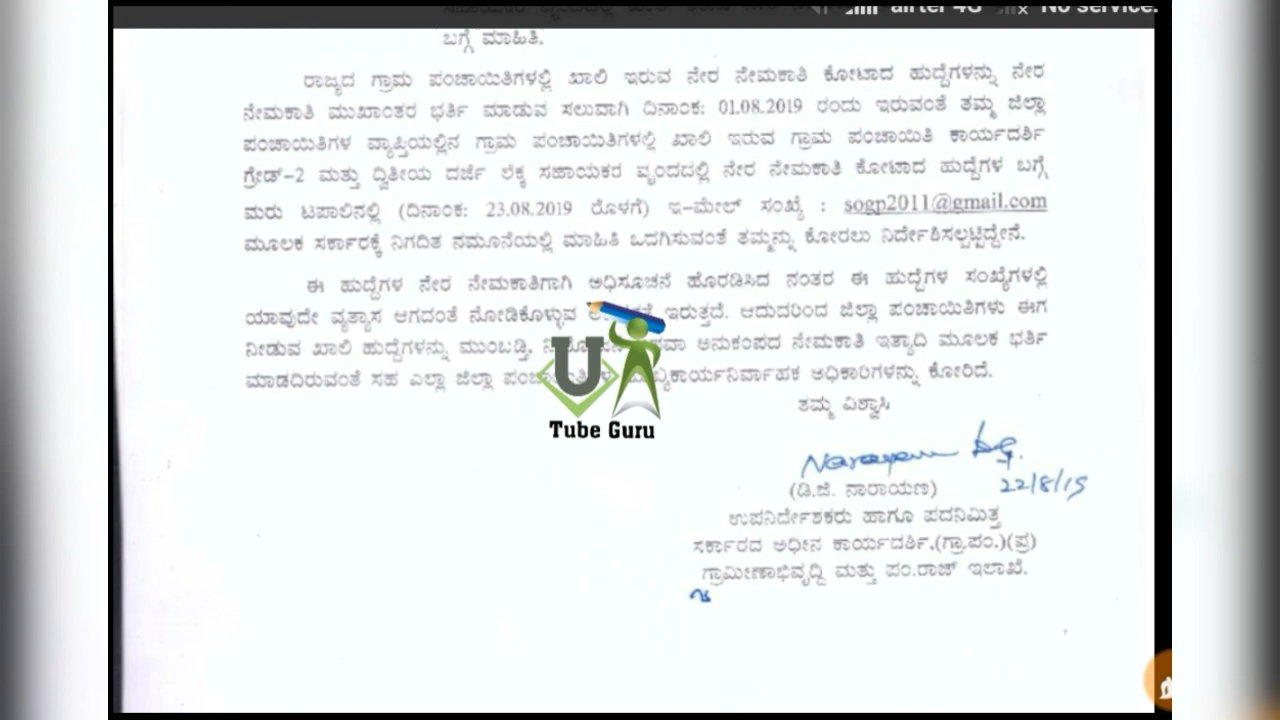 airtel 4G No service.
ಬಗ್ಗೆ ಮಾಹಿತಿ.
ರಾಜ್ಯದ ಗ್ರಾಮ ಪಂಚಾಯಿತಿಗಳಲ್ಲಿ ಖಾಲಿ ಇರುವ ನೇರ ನೇಮಕಾತಿ ಕೋಟಾದ ಹುದ್ದೆಗಳನ್ನು ನೇರ
ನೇಮಕಾತಿ ಮುಖಾಂತರ ಭರ್ತಿ ಮಾಡುವ ಸಲುವಾಗಿ ದಿನಾಂಕ: 01.08.2019 ರಂದು ಇರುವಂತೆ ತಮ್ಮ ಜಿಲ್ಲಾ
ಪಂಚಾಯಿತಿಗಳ ವ್ಯಾಪ್ತಿಯಲ್ಲಿನ ಗ್ರಾಮ ಪಂಚಾಯಿತಿಗಳಲ್ಲಿ ಖಾಲಿ ಇರುವ ಗ್ರಾಮ ಪಂಚಾಯಿತಿ ಕಾರ್ಯದರ್ಶಿ
ಗ್ರೇಡ್-2 ಮತ್ತು ದ್ವಿತೀಯ ದರ್ಜೆ ಲೆಕ್ಕ ಸಹಾಯಕರ ವೃಂದದಲ್ಲಿ ನೇರ ನೇಮಕಾತಿ ಕೋಟಾದ ಹುದ್ದೆಗಳ ಬಗ್ಗೆ
ಮರು ಟಪಾಲಿನಲ್ಲಿ (ದಿನಾಂಕ: 23.08.2019 ರೊಳಗೆ) ಇ-ಮೇಲ್ ಸಂಖ್ಯೆ : sogp2011@gmail.com
ಮೂಲಕ ಸರ್ಕಾರಕ್ಕೆ ನಿಗದಿತ ನಮೂನೆಯಲ್ಲಿ ಮಾಹಿತಿ ಒದಗಿಸುವಂತೆ ತಮ್ಮನ್ನು ಕೋರಲು ನಿರ್ದೇಶಿಸಲ್ಪಟ್ಟಿದ್ದೇನೆ.
ಈ ಹುದ್ದೆಗಳ ನೇರ ನೇಮಕಾತಿಗಾಗಿ ಅಧಿಸೂಚನೆ ಹೊರಡಿಸಿದ ನಂತರ ಈ ಹುದ್ದೆಗಳ ಸಂಖ್ಯೆಗಳಲ್ಲಿ
ಯಾವುದೇ ವ್ಯತ್ಯಾಸ ಆಗದಂತೆ ನೋಡಿಕೊಳ್ಳುವ ಇರುತ್ತದೆ. ಆದುದರಿಂದ ಜಿಲ್ಲಾ ಪಂಚಾಯಿತಿಗಳು ಈಗ
ನೀಡುವ ಖಾಲಿ ಹುದ್ದೆಗಳನ್ನು ಮುಂಬಡ್ತಿ, ಅನುಕಂಪದ ನೇಮಕಾತಿ ಇತ್ಯಾದಿ ಮೂಲಕ ಭರ್ತಿ
ಮಾಡದಿರುವಂತೆ ಸಹ ಎಲ್ಲಾ ಜಿಲ್ಲಾ ಅಧಿಕಾರಿಗಳನ್ನು ಕೋರಿದೆ.
U
Tube Guru
ತಮ್ಮ ವಿಶ್ವಾಸಿ
Narayan D.G.
22/8/19
(ಡಿ.ಜಿ. ನಾರಾಯಣ)
ಉಪನಿರ್ದೇಶಕರು ಹಾಗೂ ಪದನಿಮಿತ್ತ
ಸರ್ಕಾರದ ಅಧೀನ ಕಾರ್ಯದರ್ಶಿ,(ಗ್ರಾ.ಪಂ.)(ಪ್ರ)
ಗ್ರಾಮೀಣಾಭಿವೃದ್ಧಿ ಮತ್ತು ಪಂ.ರಾಜ್ ಇಲಾಖೆ.